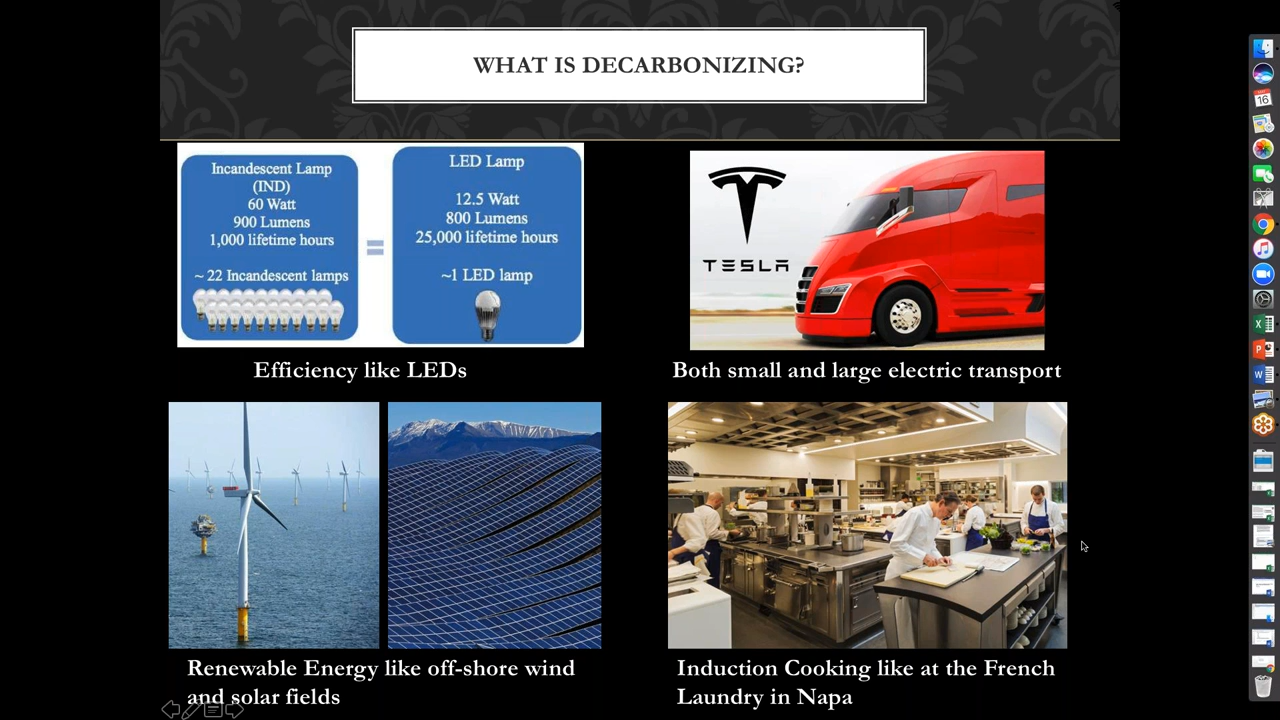 WHAT IS DECARBONIZING?
Incandescent Lamp
(IND)
60 Watt
900 Lumens
1,000 lifetime hours
~ 22 Incandescent lamps
=
LED Lamp
12.5 Watt
800 Lumens
25,000 lifetime hours
~1 LED lamp
TESLA
Efficiency like LEDs
Both small and large electric transport
Renewable Energy like off-shore wind
and solar fields
Induction Cooking like at the French
Laundry in Napa
16
X
P
W